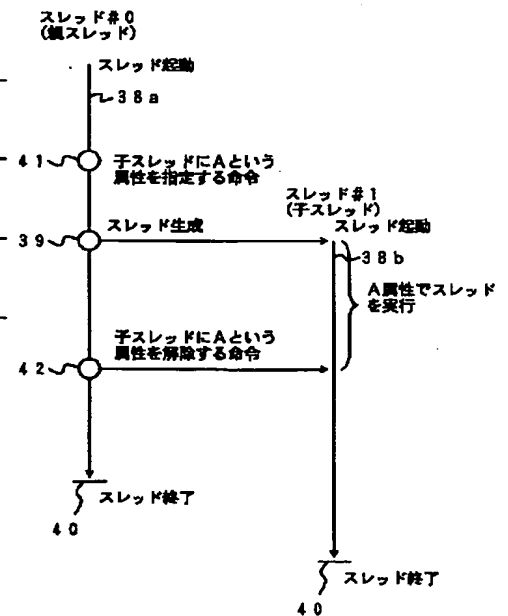 スレッド#0
(親スレッド)
スレッド起動
38a
41
子スレッドにAという
属性を指定する命令
スレッド#1
(子スレッド)
39
スレッド生成
スレッド起動
38b
A属性でスレッド
を実行
子スレッドにAという
属性を解除する命令
42
スレッド終了
40
スレッド終了
40